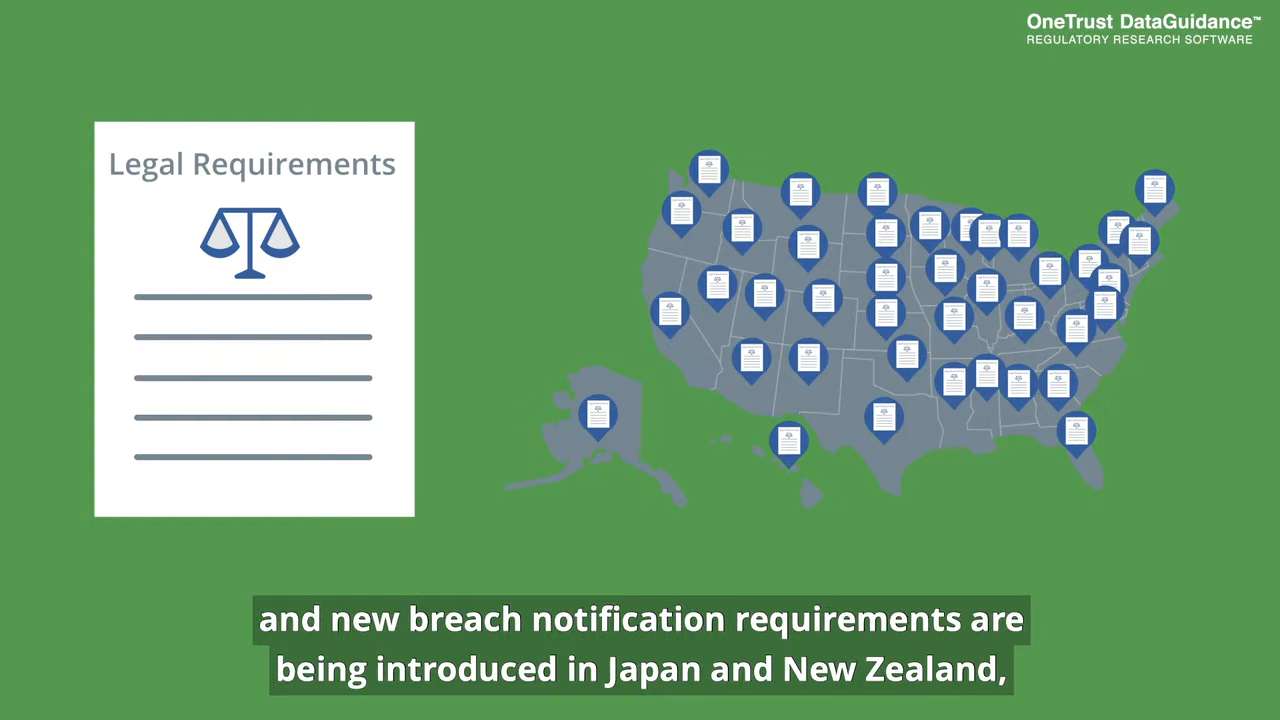 OneTrust DataGuidance™
REGULATORY RESEARCH SOFTWARE
Legal Requirements
and new breach notification requirements are
being introduced in Japan and New Zealand,